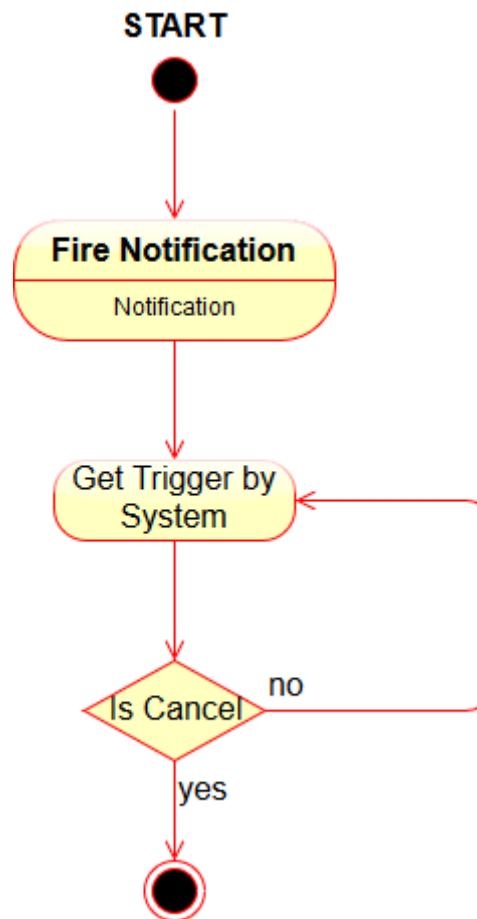 START
Fire Notification
Notification
Get Trigger by
System
Is Cancel
no
yes